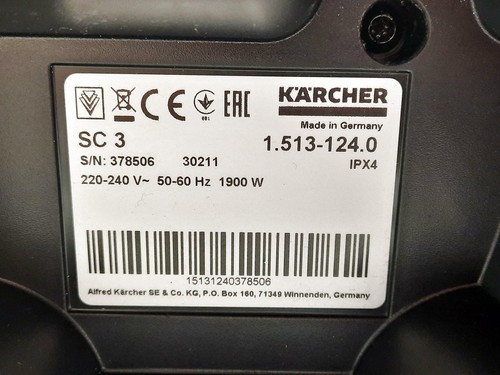 CE EAC KÄRCHER
Made in Germany
SC 3 1.513-124.0
S/N: 378506 30211 IPX4
220-240 V~ 50-60 Hz 1900 W
15131240378506
Alfred Kärcher SE & Co. KG, P.O. Box 160, 71349 Winnenden, Germany